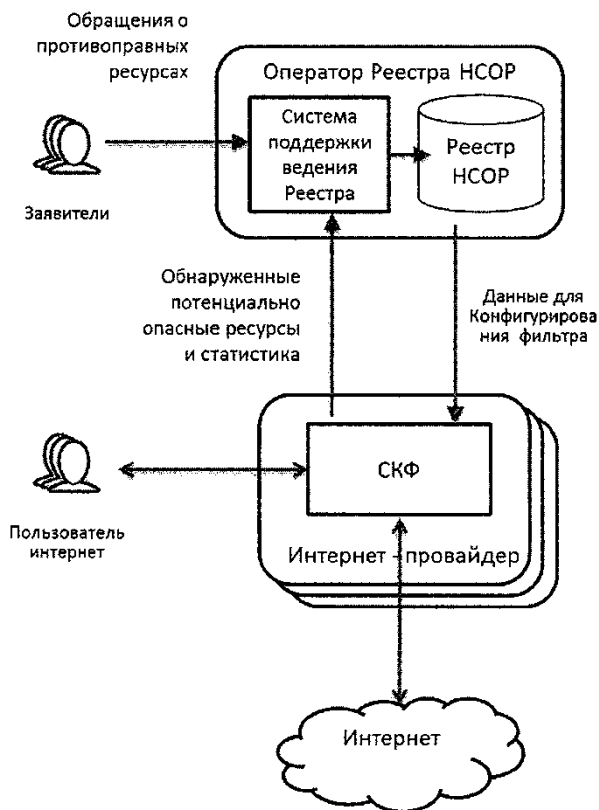 Обращения о
противоправных
ресурсах
Оператор Реестра НСОР
Система
поддержки
ведения
Реестра
Реестр
НСОР
Заявители
Обнаруженные
потенциально
опасные ресурсы
и статистика
Данные для
Конфигурирова
ния фильтра
СКФ
Пользователь
интернет
Интернет - провайдер
Интернет